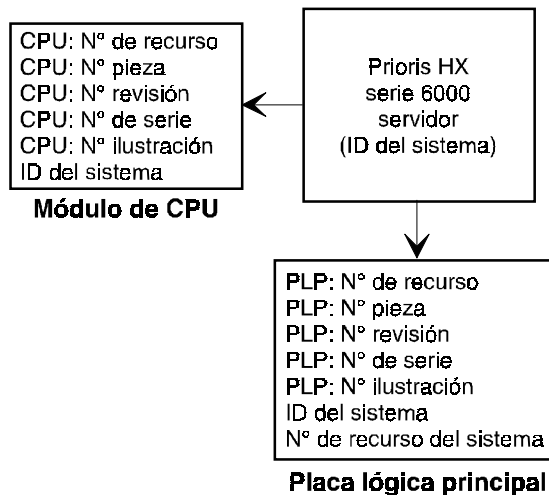 CPU: Nº de recurso
CPU: Nº pieza
CPU: Nº revisión
CPU: Nº de serie
CPU: Nº ilustración
ID del sistema
Módulo de CPU
Prioris HX
serie 6000
servidor
(ID del sistema)
PLP: Nº de recurso
PLP: Nº pieza
PLP: Nº revisión
PLP: Nº de serie
PLP: Nº ilustración
ID del sistema
Nº de recurso del sistema
Placa lógica principal